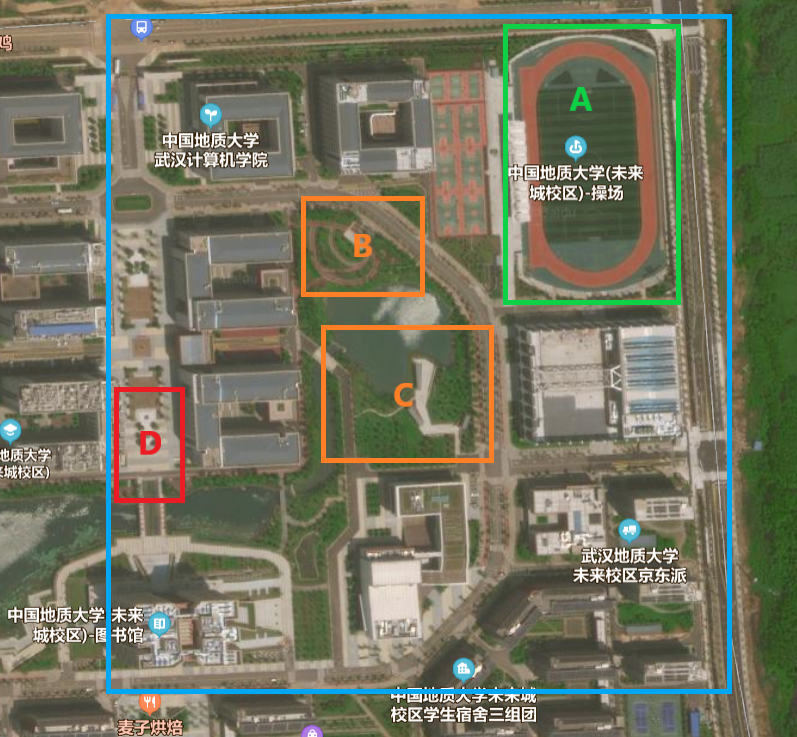 鸣
A
中国地质大学
武汉计算机学院
中国地质大学(未来
城校区)-操场
B
C
D
地质大学
来城校区)
武汉地质大学
未来校区京东派
中国地质大学(未来
城校区)-图书馆
中国地质大学未来城
校区学生宿舍三组团
麦子烘焙